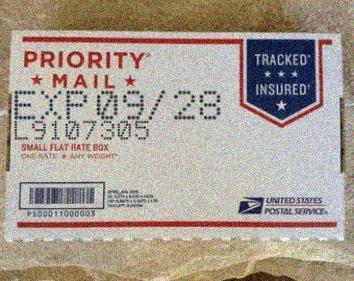 PRIORITY®
★ MAIL ★
TRACKED*
★ ★ ★
INSURED*
★
EXP09/28
L9107305
SMALL FLAT RATE BOX
ONE RATE ★ ANY WEIGHT*
PS00011000003
UNITED STATES
POSTAL SERVICE®